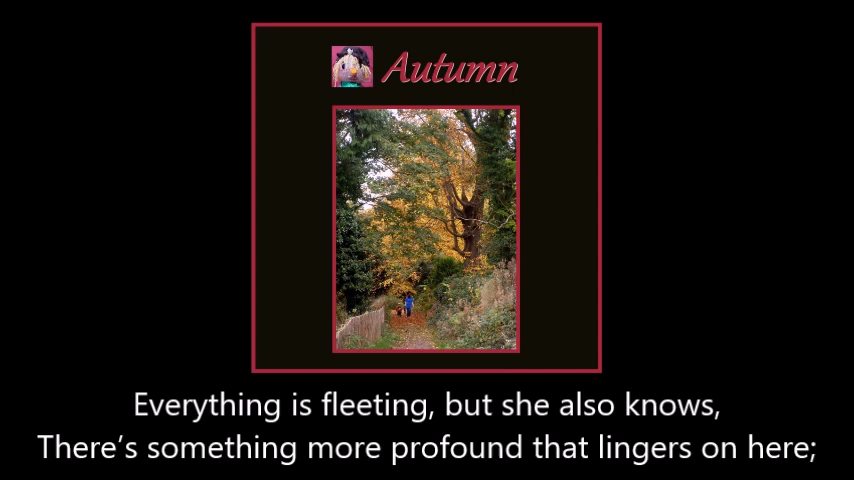 Autumn
Everything is fleeting, but she also knows,
There’s something more profound that lingers on here;